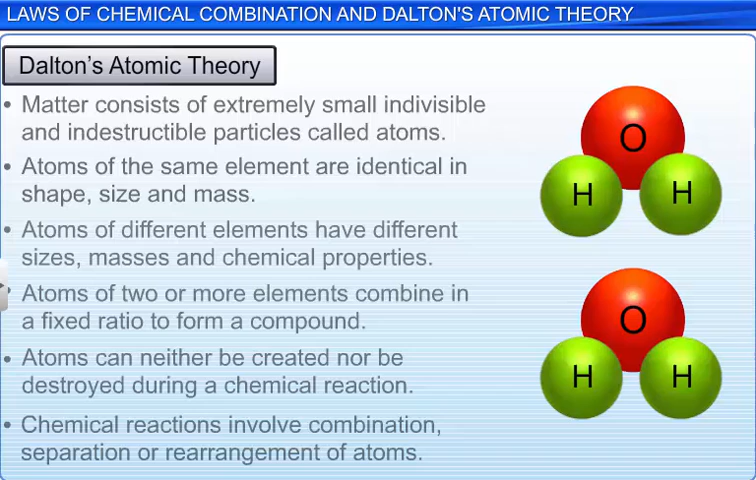 LAWS OF CHEMICAL COMBINATION AND DALTON'S ATOMIC THEORY
Dalton's Atomic Theory
• Matter consists of extremely small indivisible
and indestructible particles called atoms.
• Atoms of the same element are identical in
shape, size and mass.
• Atoms of different elements have different
sizes, masses and chemical properties.
• Atoms of two or more elements combine in
a fixed ratio to form a compound.
• Atoms can neither be created nor be
destroyed during a chemical reaction.
• Chemical reactions involve combination,
separation or rearrangement of atoms.
O
H H
O
H H